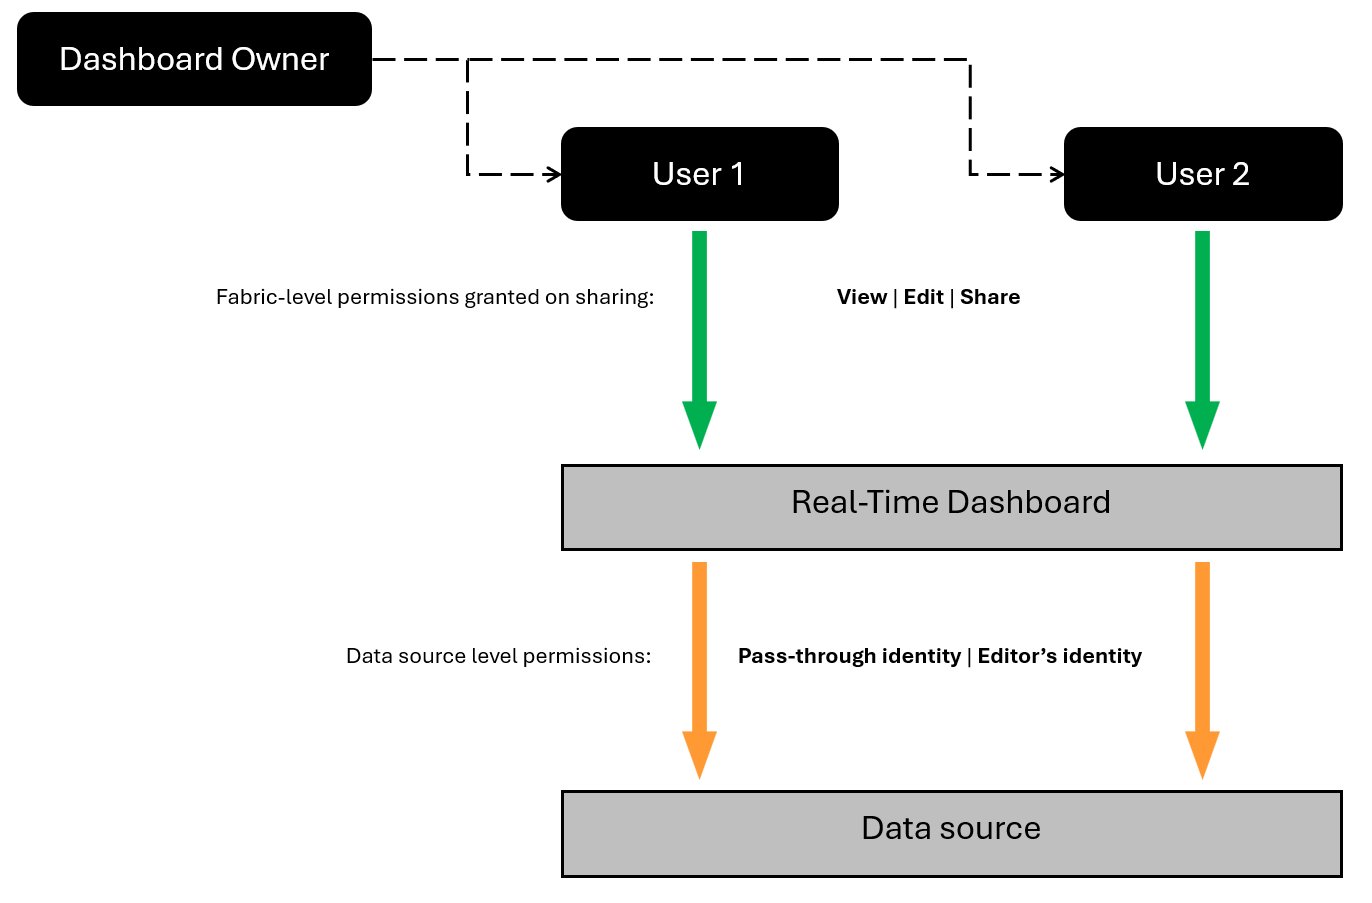 Dashboard Owner
User 1
User 2
Fabric-level permissions granted on sharing:
View | Edit | Share
Real-Time Dashboard
Data source level permissions:
Pass-through identity | Editor’s identity
Data source